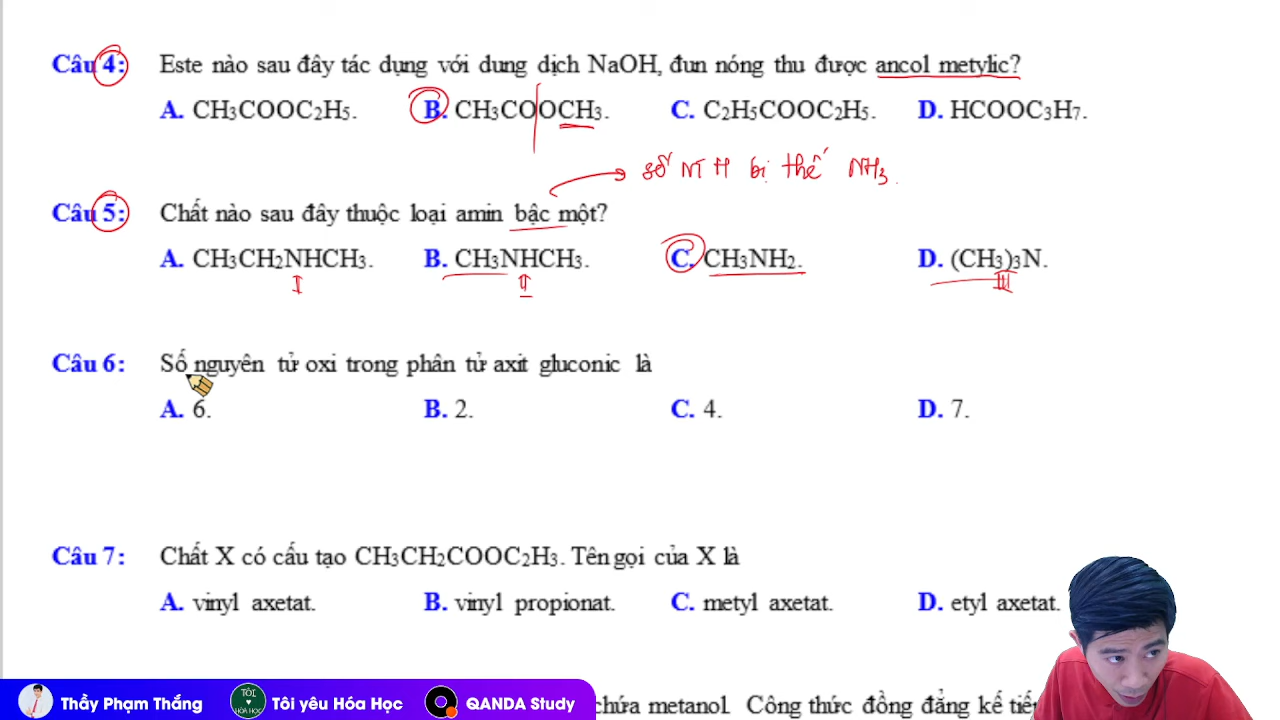 Câu 4: Este nào sau đây tác dụng với dung dịch NaOH, đun nóng thu được ancol metylic?
A. CH3COOC2H5. B. CH3COOCH3. C. C2H5COOC2H5. D. HCOOC3H7.
số NT H bị thế NH3.
Câu 5: Chất nào sau đây thuộc loại amin bậc một?
A. CH3CH2NHCH3. B. CH3NHCH3. C. CH3NH2. D. (CH3)3N.
I II III
Câu 6: Số nguyên tử oxi trong phân tử axit gluconic là
A. 6. B. 2. C. 4. D. 7.
Câu 7: Chất X có cấu tạo CH3CH2COOC2H3. Tên gọi của X là
A. vinyl axetat. B. vinyl propionat. C. metyl axetat. D. etyl axetat.
chứa metanol. Công thức đồng đẳng kế tiế
Thầy Phạm Thắng TÔI ♥ HÓA HỌC Tôi yêu Hóa Học QANDA Study